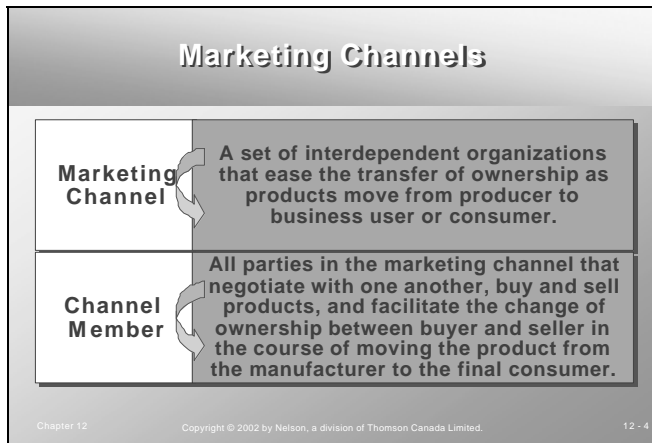 Marketing Channels
Marketing
Channel
A set of interdependent organizations
that ease the transfer of ownership as
products move from producer to
business user or consumer.
Channel
Member
All parties in the marketing channel that
negotiate with one another, buy and sell
products, and facilitate the change of
ownership between buyer and seller in
the course of moving the product from
the manufacturer to the final consumer.
Chapter 12
Copyright © 2002 by Nelson, a division of Thomson Canada Limited.
12 - 4